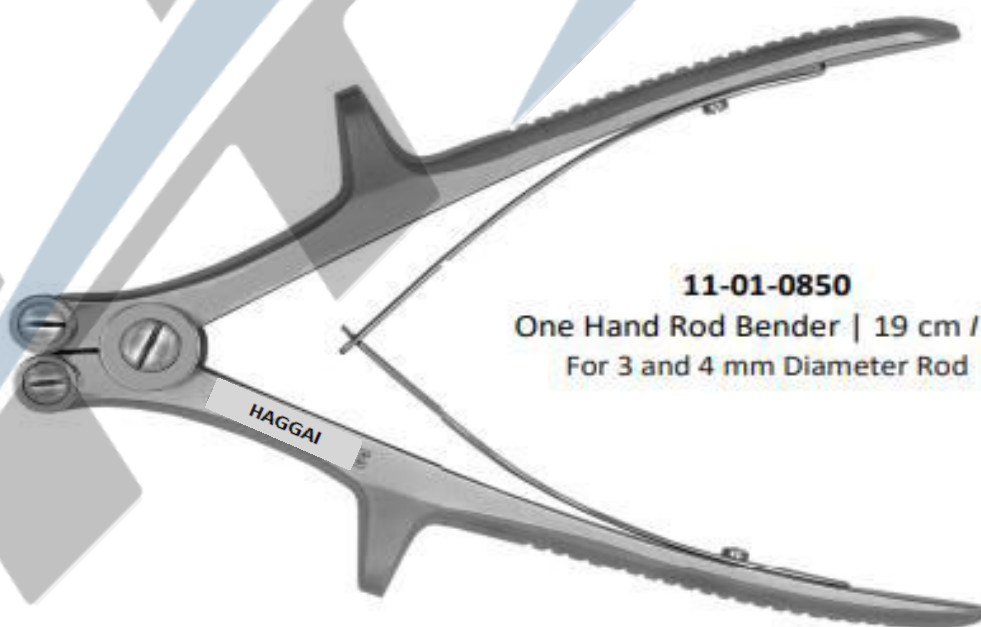 11-01-0850
One Hand Rod Bender | 19 cm /
For 3 and 4 mm Diameter Rod
HAGGAI